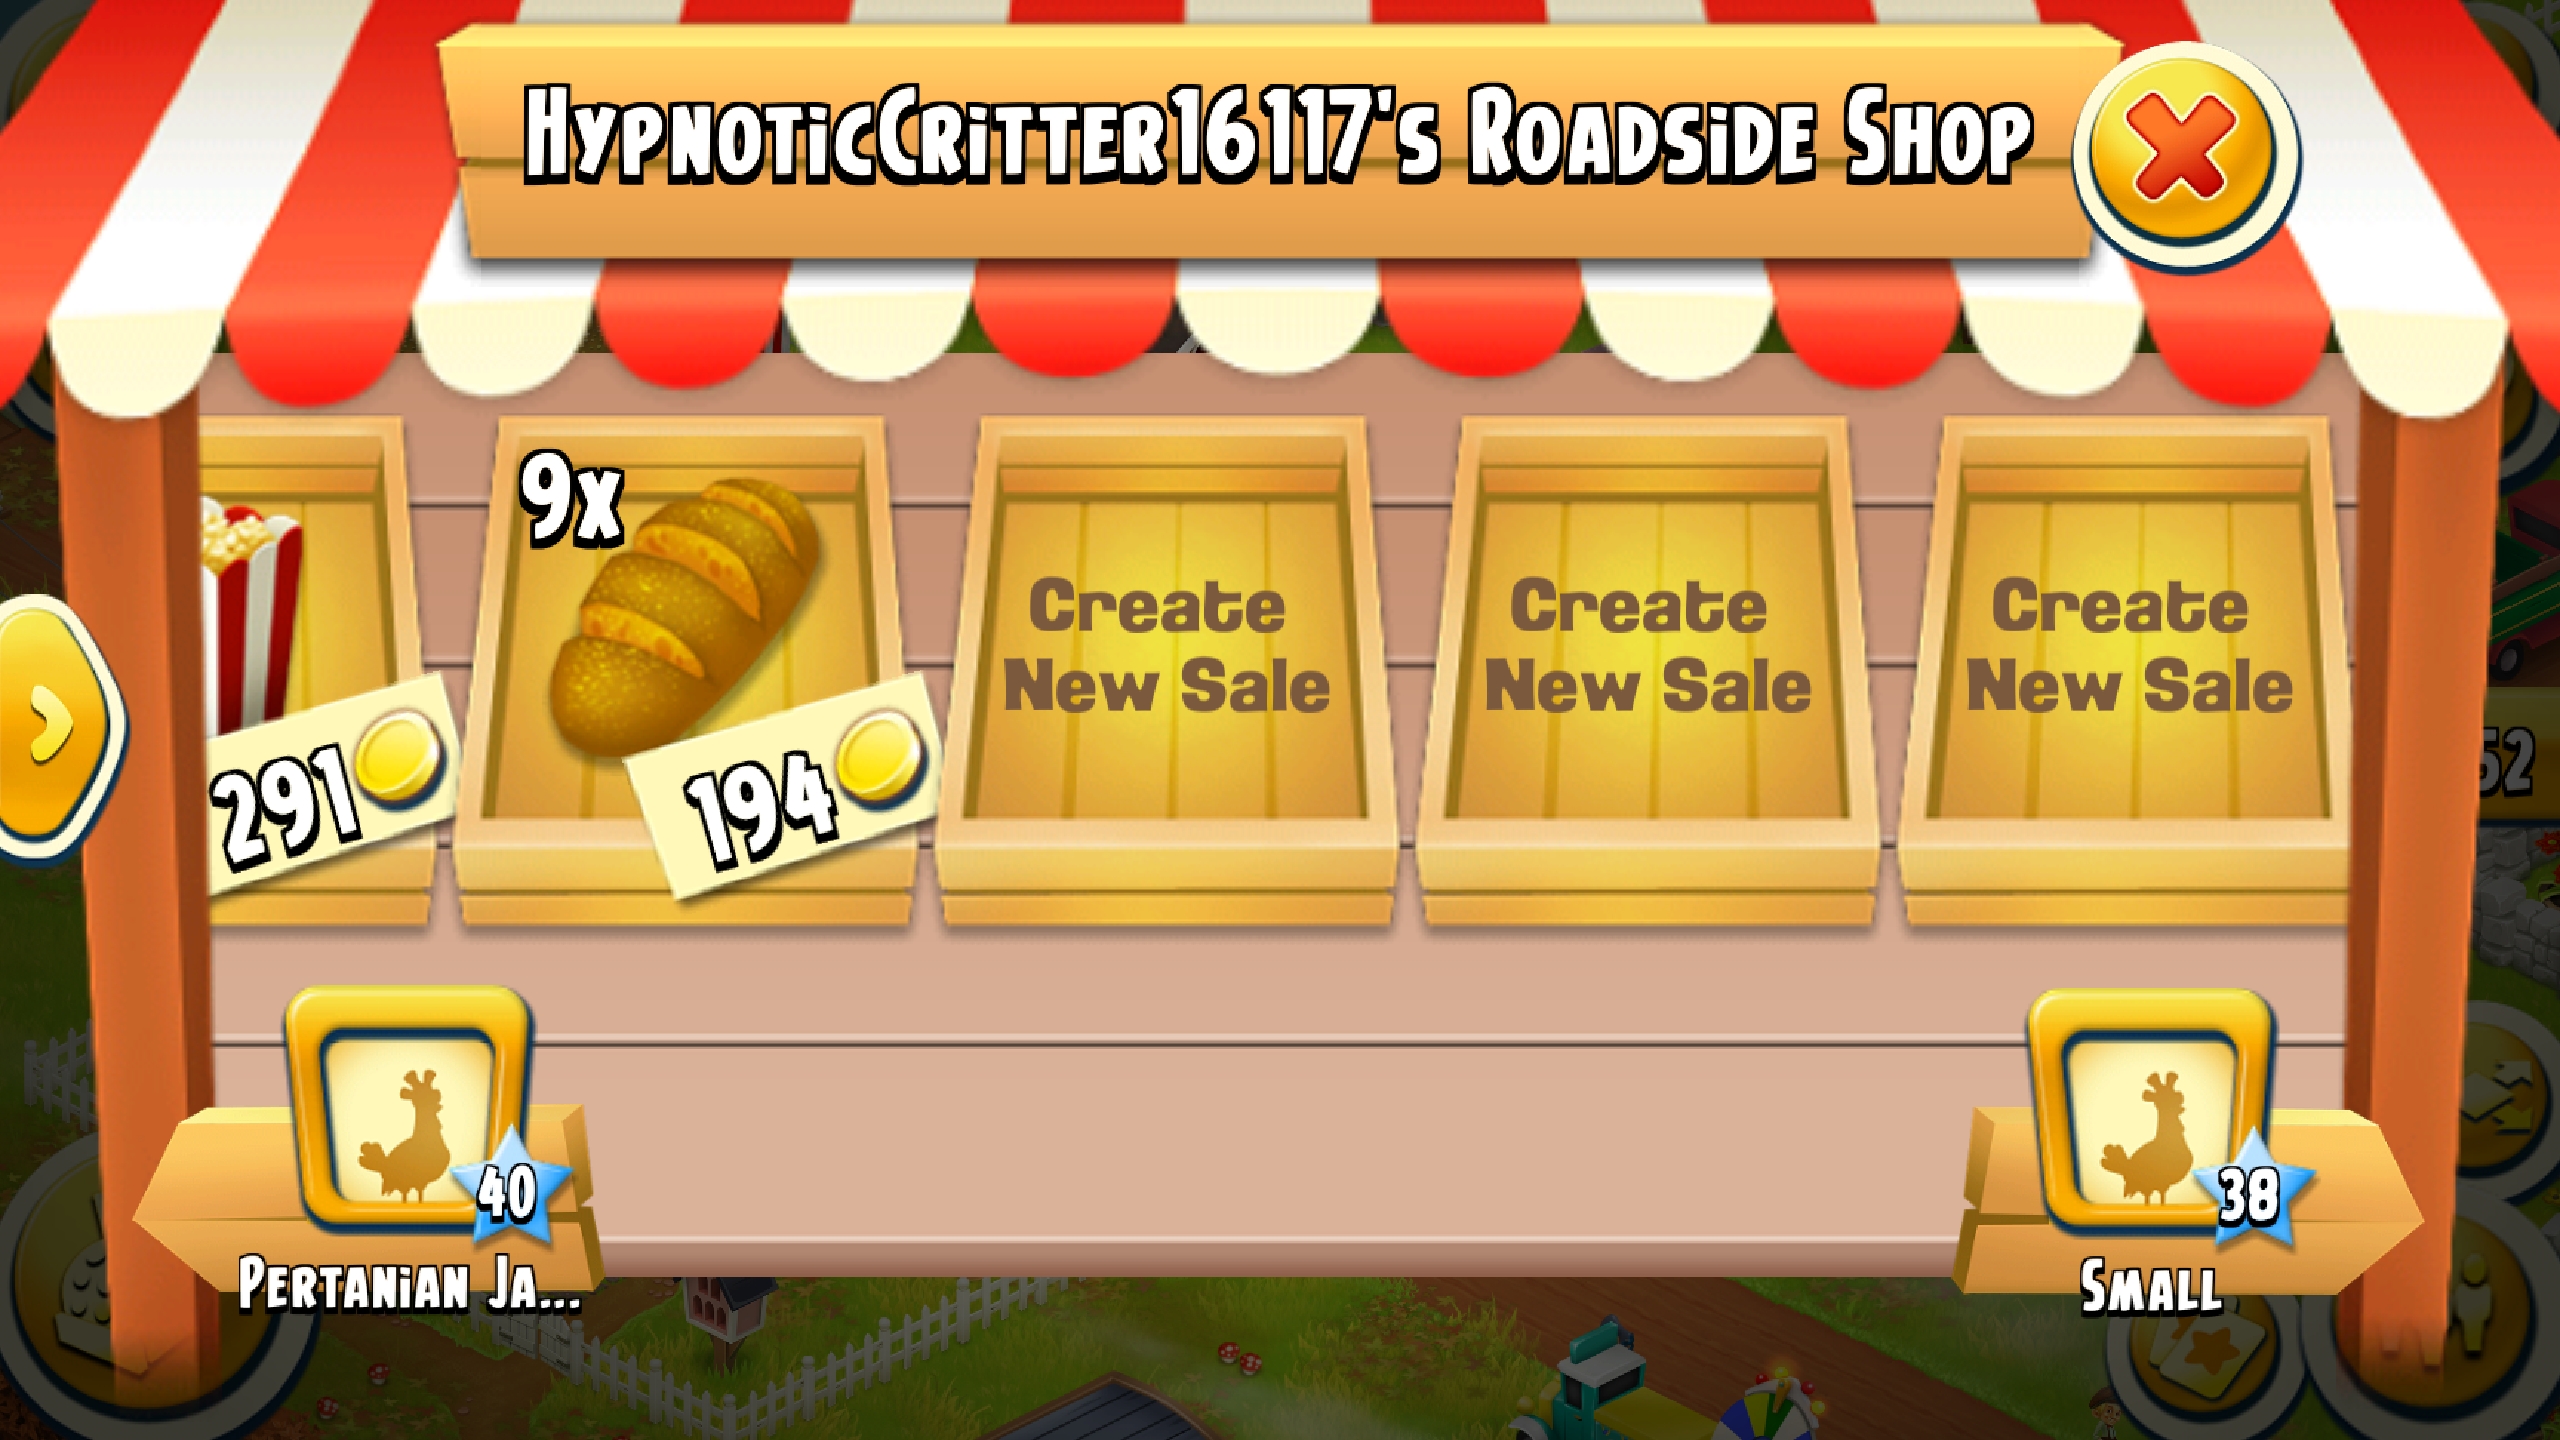 HypnoticCritter16117's Roadside Shop
9x
291
194
Create
New Sale
Create
New Sale
Create
New Sale
52
40
Pertanian Ja...
38
Small